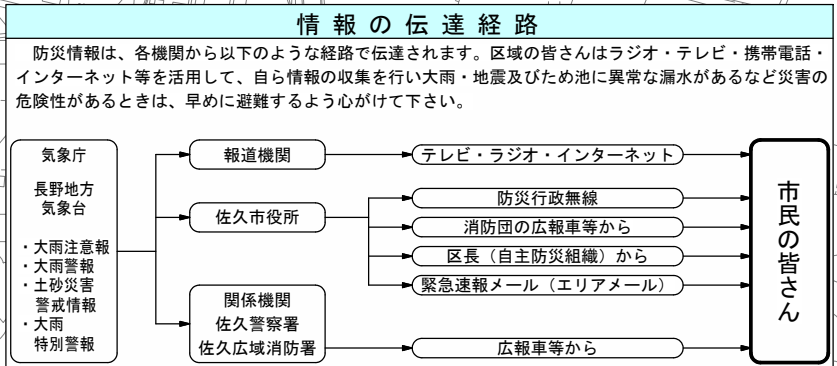 情報の伝達経路
防災情報は、各機関から以下のような経路で伝達されます。区域の皆さんはラジオ・テレビ・携帯電話・
インターネット等を活用して、自ら情報の収集を行い大雨・地震及びため池に異常な漏水があるなど災害の
危険性があるときは、早めに避難するよう心がけて下さい。
気象庁
長野地方
気象台
・大雨注意報
・大雨警報
・土砂災害
警戒情報
・大雨
特別警報
報道機関
佐久市役所
関係機関
佐久警察署
佐久広域消防署
テレビ・ラジオ・インターネット
防災行政無線
消防団の広報車等から
区長（自主防災組織）から
緊急速報メール（エリアメール）
広報車等から
市民の皆さん